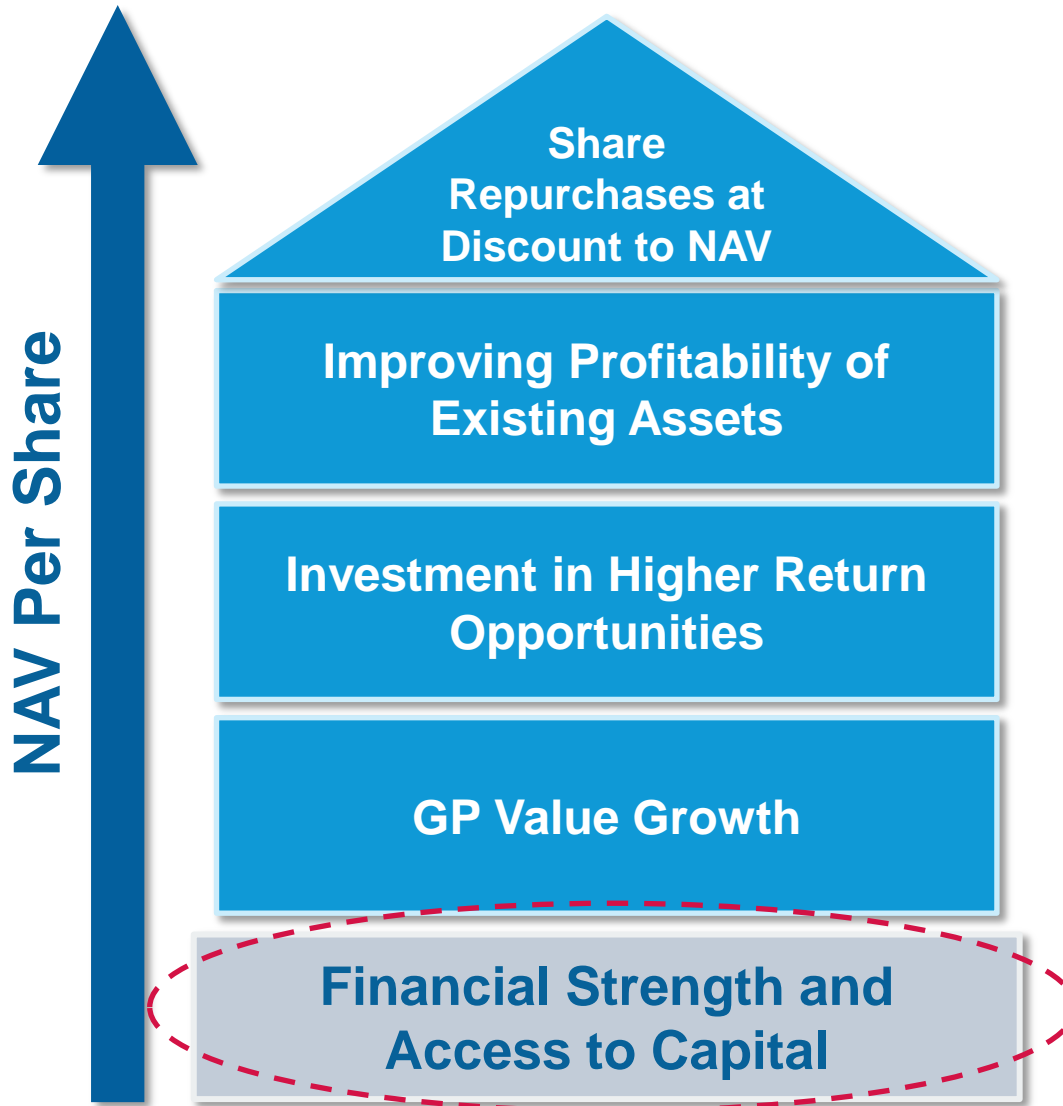 NAV Per Share
Share
Repurchases at
Discount to NAV
Improving Profitability of
Existing Assets
Investment in Higher Return
Opportunities
GP Value Growth
Financial Strength and
Access to Capital